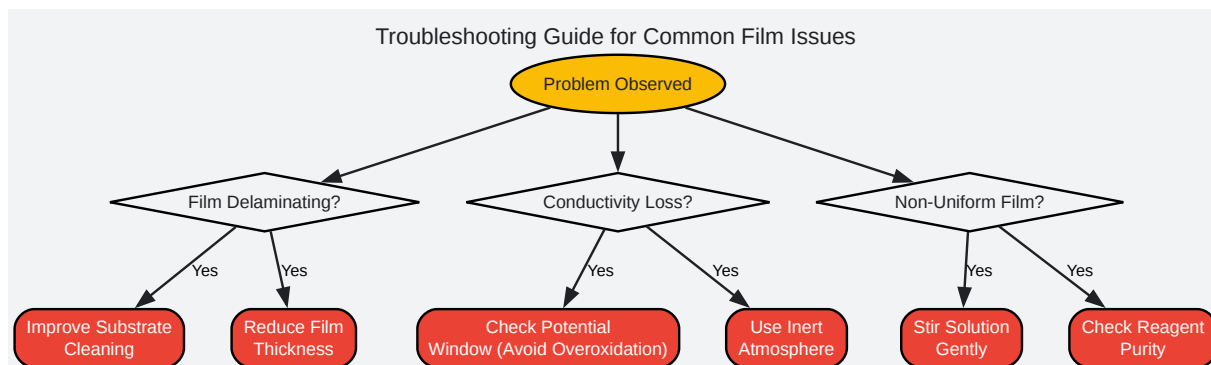 Troubleshooting Guide for Common Film Issues
Problem Observed
Film Delaminating?
Conductivity Loss?
Non-Uniform Film?
Yes
Yes
Yes
Yes
Yes
Yes
Improve Substrate
Cleaning
Reduce Film
Thickness
Check Potential
Window (Avoid Overoxidation)
Use Inert
Atmosphere
Stir Solution
Gently
Check Reagent
Purity